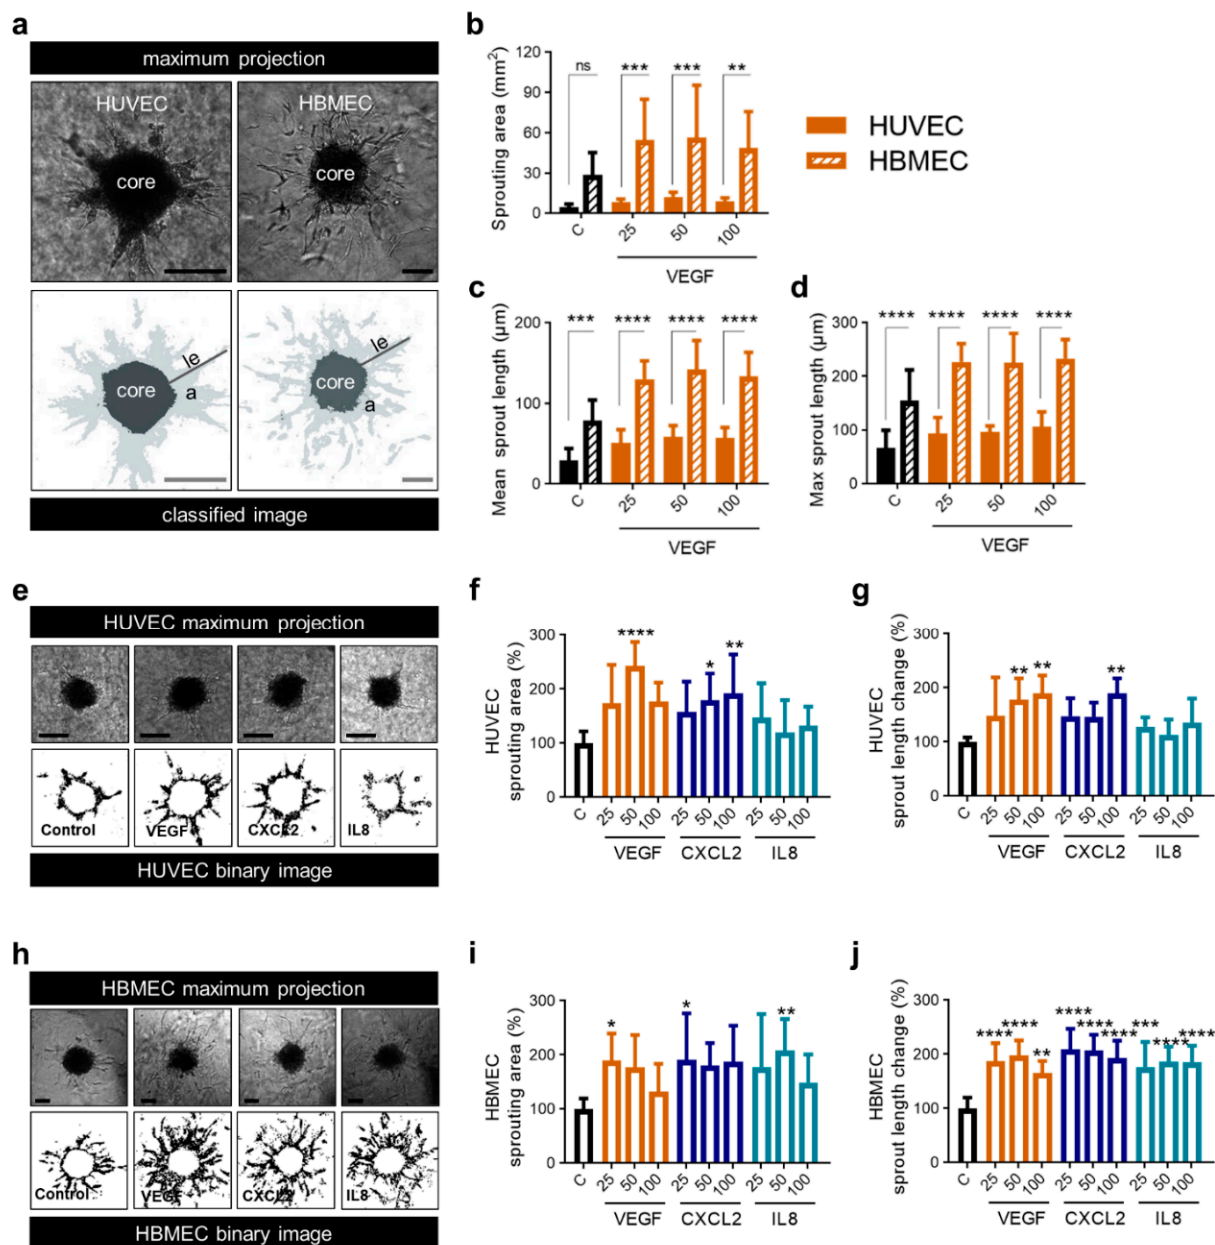 a
maximum projection
HUVEC
HBMEC
core
core
core
le
a
core
le
a
classified image
b
Sprouting area (mm²)
120
90
60
30
0
ns
***
***
**
C
25
50
100
VEGF
HUVEC
HBMEC
c
Mean sprout length (µm)
200
100
0
***
****
****
****
C
25
50
100
VEGF
d
Max sprout length (µm)
300
200
100
0
****
****
****
****
C
25
50
100
VEGF
e
HUVEC maximum projection
Control
VEGF
CXCL2
IL8
HUVEC binary image
f
HUVEC
sprouting area (%)
300
200
100
0
****
*
**
C
25
50
100
25
50
100
25
50
100
VEGF
CXCL2
IL8
g
HUVEC
sprout length change (%)
300
200
100
0
**
**
**
C
25
50
100
25
50
100
25
50
100
VEGF
CXCL2
IL8
h
HBMEC maximum projection
Control
VEGF
CXCL2
IL8
HBMEC binary image
i
HBMEC
sprouting area (%)
300
200
100
0
*
*
**
C
25
50
100
25
50
100
25
50
100
VEGF
CXCL2
IL8
j
HBMEC
sprout length change (%)
300
200
100
0
****
****
**
****
****
****
***
****
****
C
25
50
100
25
50
100
25
50
100
VEGF
CXCL2
IL8